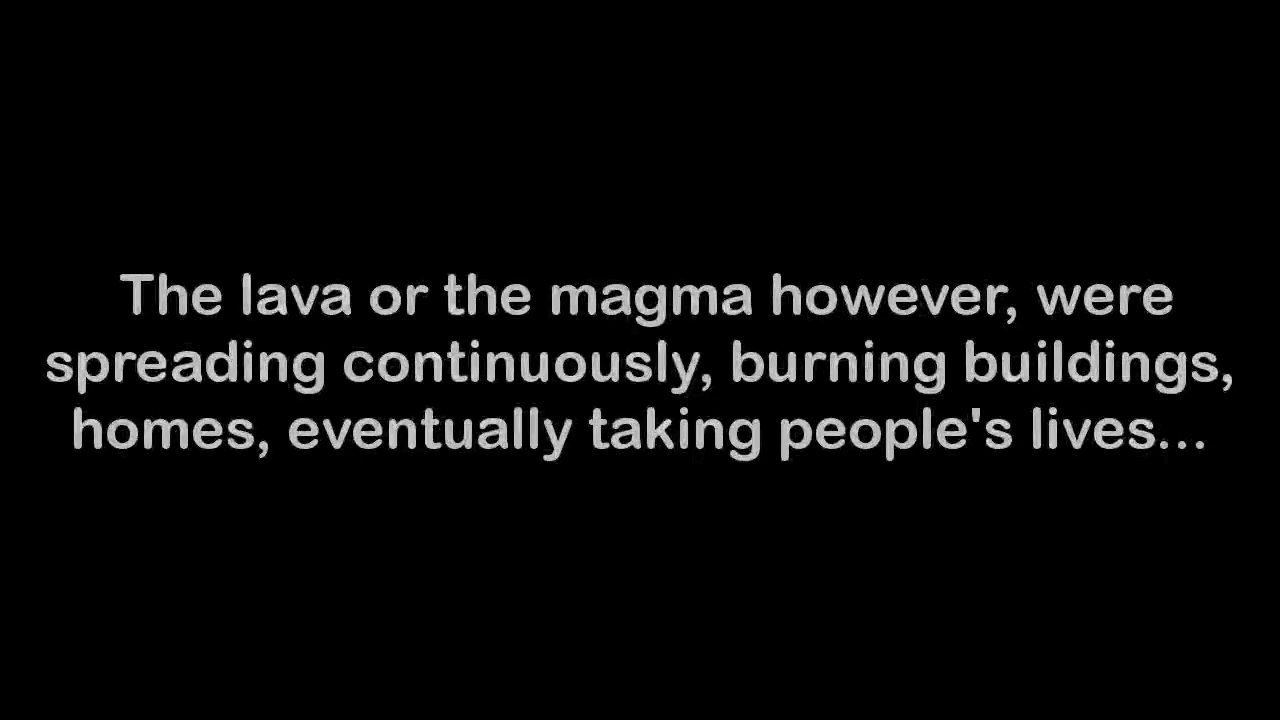 The lava or the magma however, were
spreading continuously, burning buildings,
homes, eventually taking people's lives...